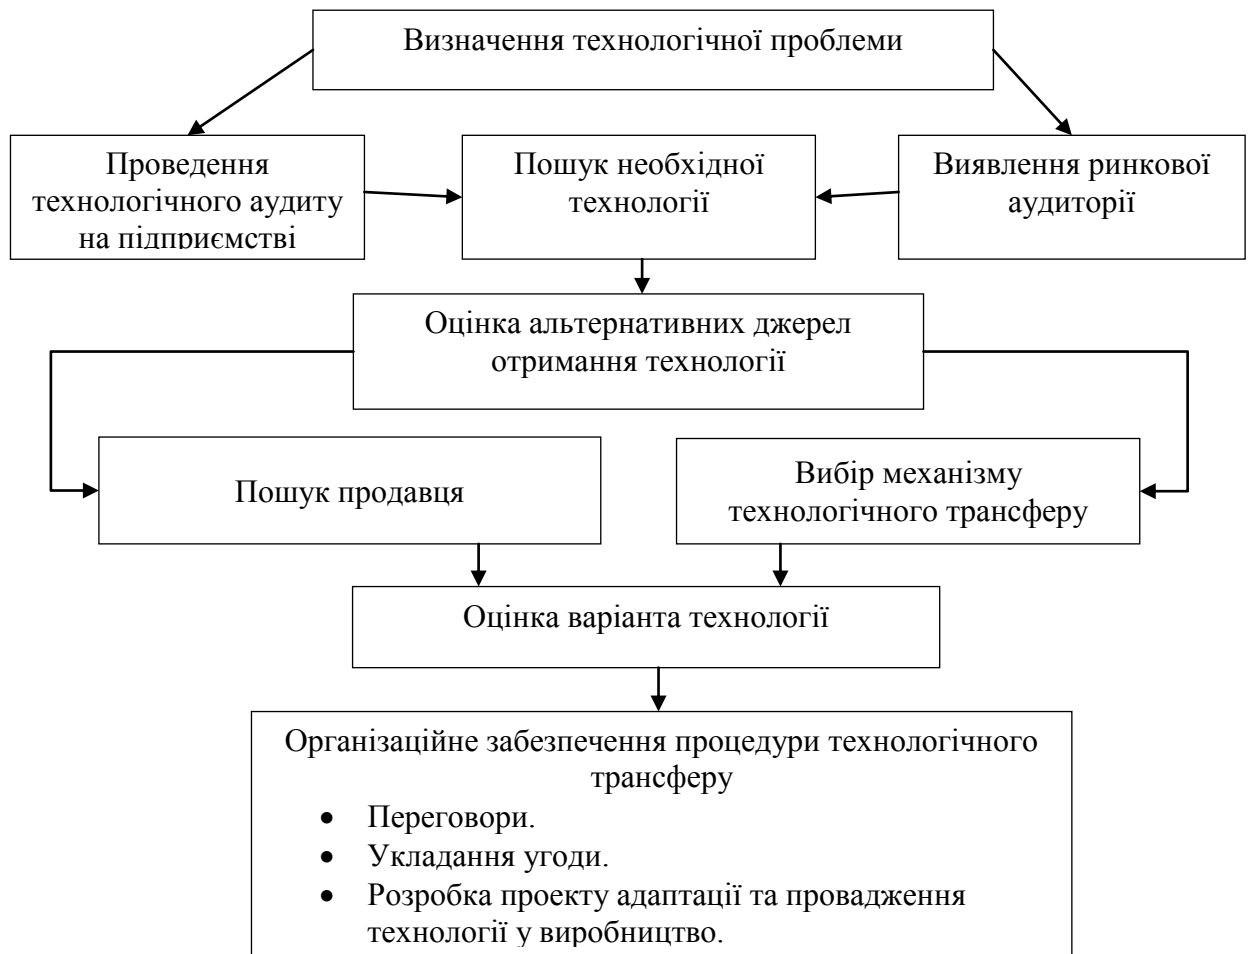 Визначення технологічної проблеми
Проведення
технологічного аудиту
на підприємстві
Пошук необхідної
технології
Виявлення ринкової
аудиторії
Оцінка альтернативних джерел
отримання технології
Пошук продавця
Вибір механізму
технологічного трансферу
Оцінка варіанта технології
Організаційне забезпечення процедури технологічного
трансферу
• Переговори.
• Укладання угоди.
• Розробка проекту адаптації та провадження
технології у виробництво.